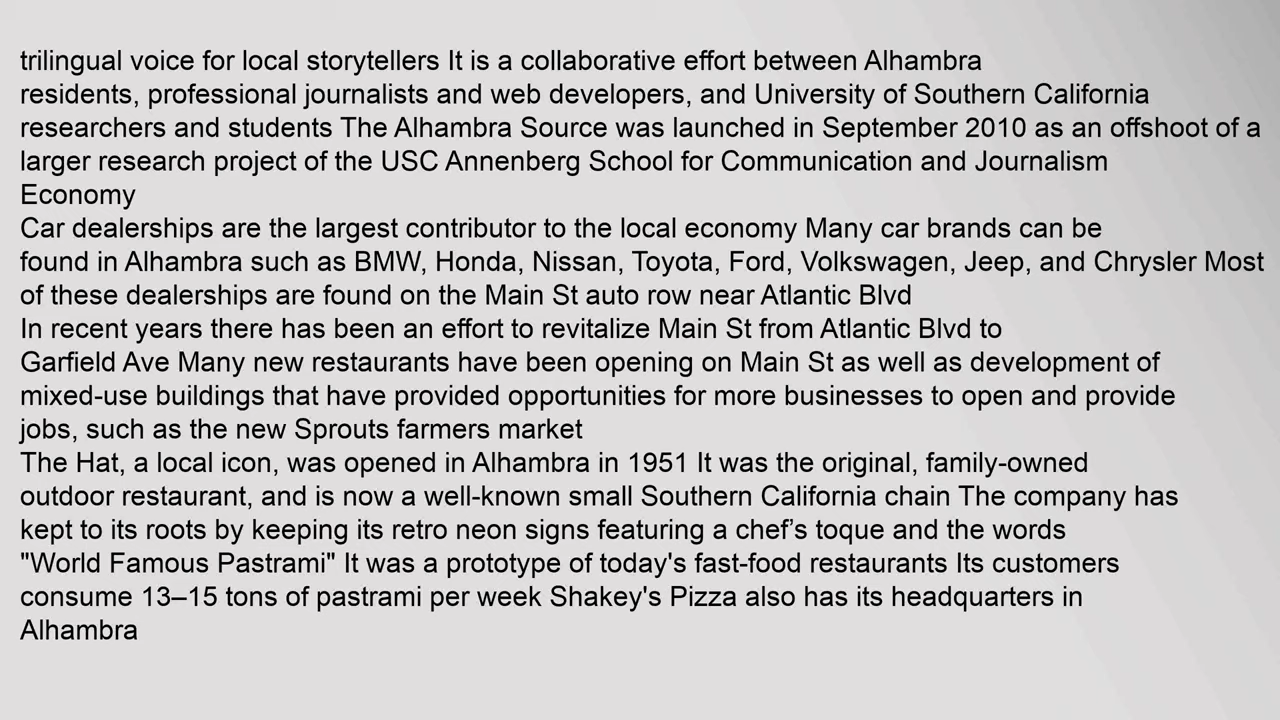 trilingual voice for local storytellers It is a collaborative effort between Alhambra
residents, professional journalists and web developers, and University of Southern California
researchers and students The Alhambra Source was launched in September 2010 as an offshoot of a
larger research project of the USC Annenberg School for Communication and Journalism
Economy
Car dealerships are the largest contributor to the local economy Many car brands can be
found in Alhambra such as BMW, Honda, Nissan, Toyota, Ford, Volkswagen, Jeep, and Chrysler Most
of these dealerships are found on the Main St auto row near Atlantic Blvd
In recent years there has been an effort to revitalize Main St from Atlantic Blvd to
Garfield Ave Many new restaurants have been opening on Main St as well as development of
mixed-use buildings that have provided opportunities for more businesses to open and provide
jobs, such as the new Sprouts farmers market
The Hat, a local icon, was opened in Alhambra in 1951 It was the original, family-owned
outdoor restaurant, and is now a well-known small Southern California chain The company has
kept to its roots by keeping its retro neon signs featuring a chef’s toque and the words
"World Famous Pastrami" It was a prototype of today's fast-food restaurants Its customers
consume 13–15 tons of pastrami per week Shakey's Pizza also has its headquarters in
Alhambra